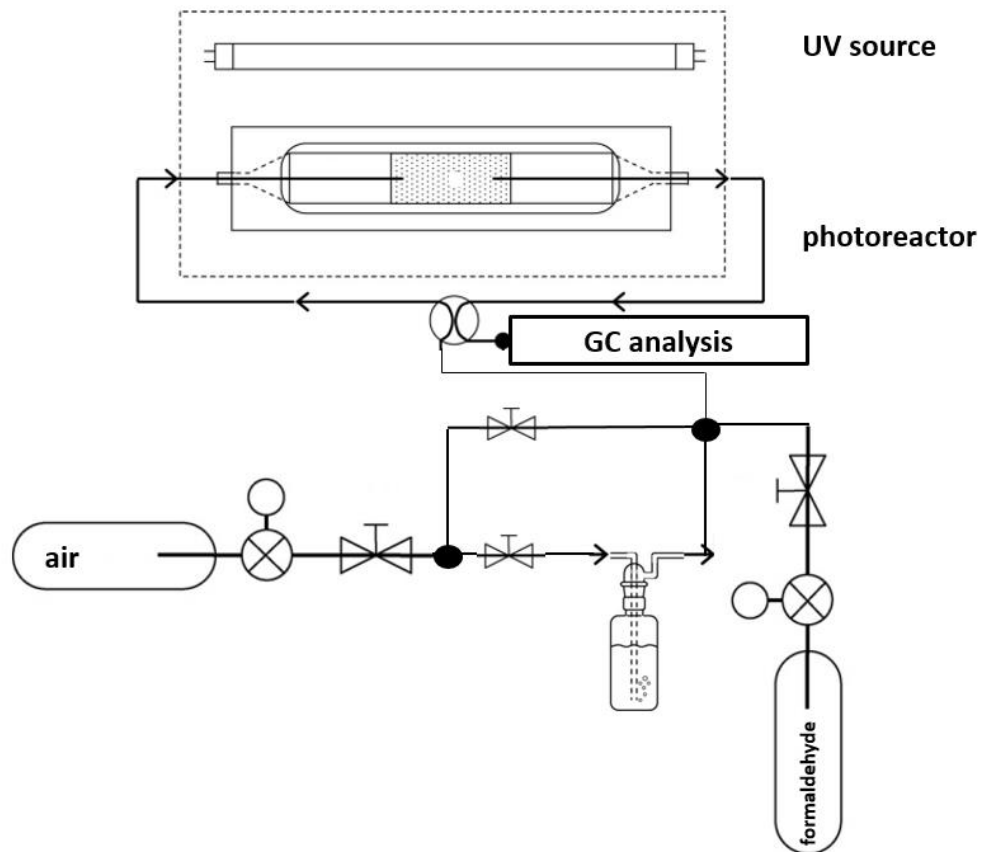 UV source
photoreactor
GC analysis
air
formaldehyde